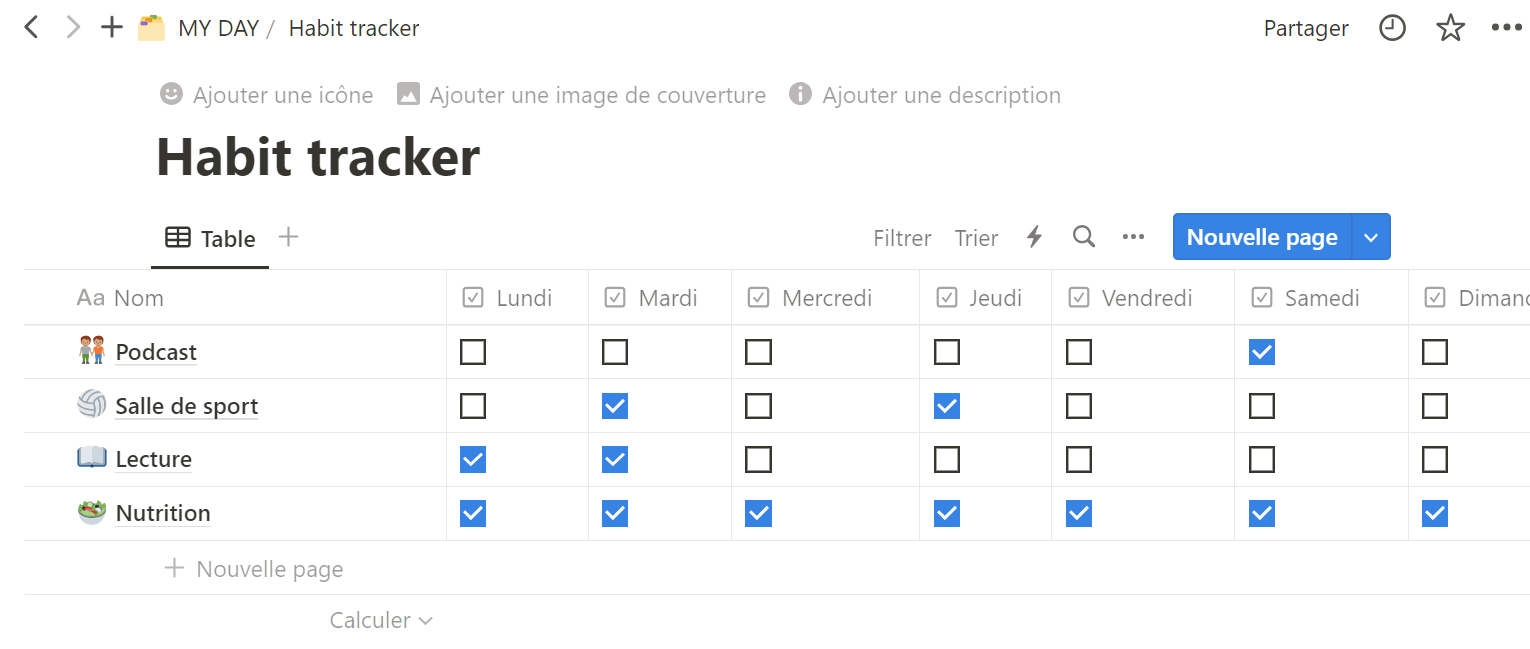 MY DAY / Habit tracker Partager
Ajouter une icône Ajouter une image de couverture Ajouter une description
Habit tracker
Table Filtrer Trier Nouvelle page
Aa Nom Lundi Mardi Mercredi Jeudi Vendredi Samedi Dimanc
Podcast
Salle de sport
Lecture
Nutrition
Nouvelle page
Calculer